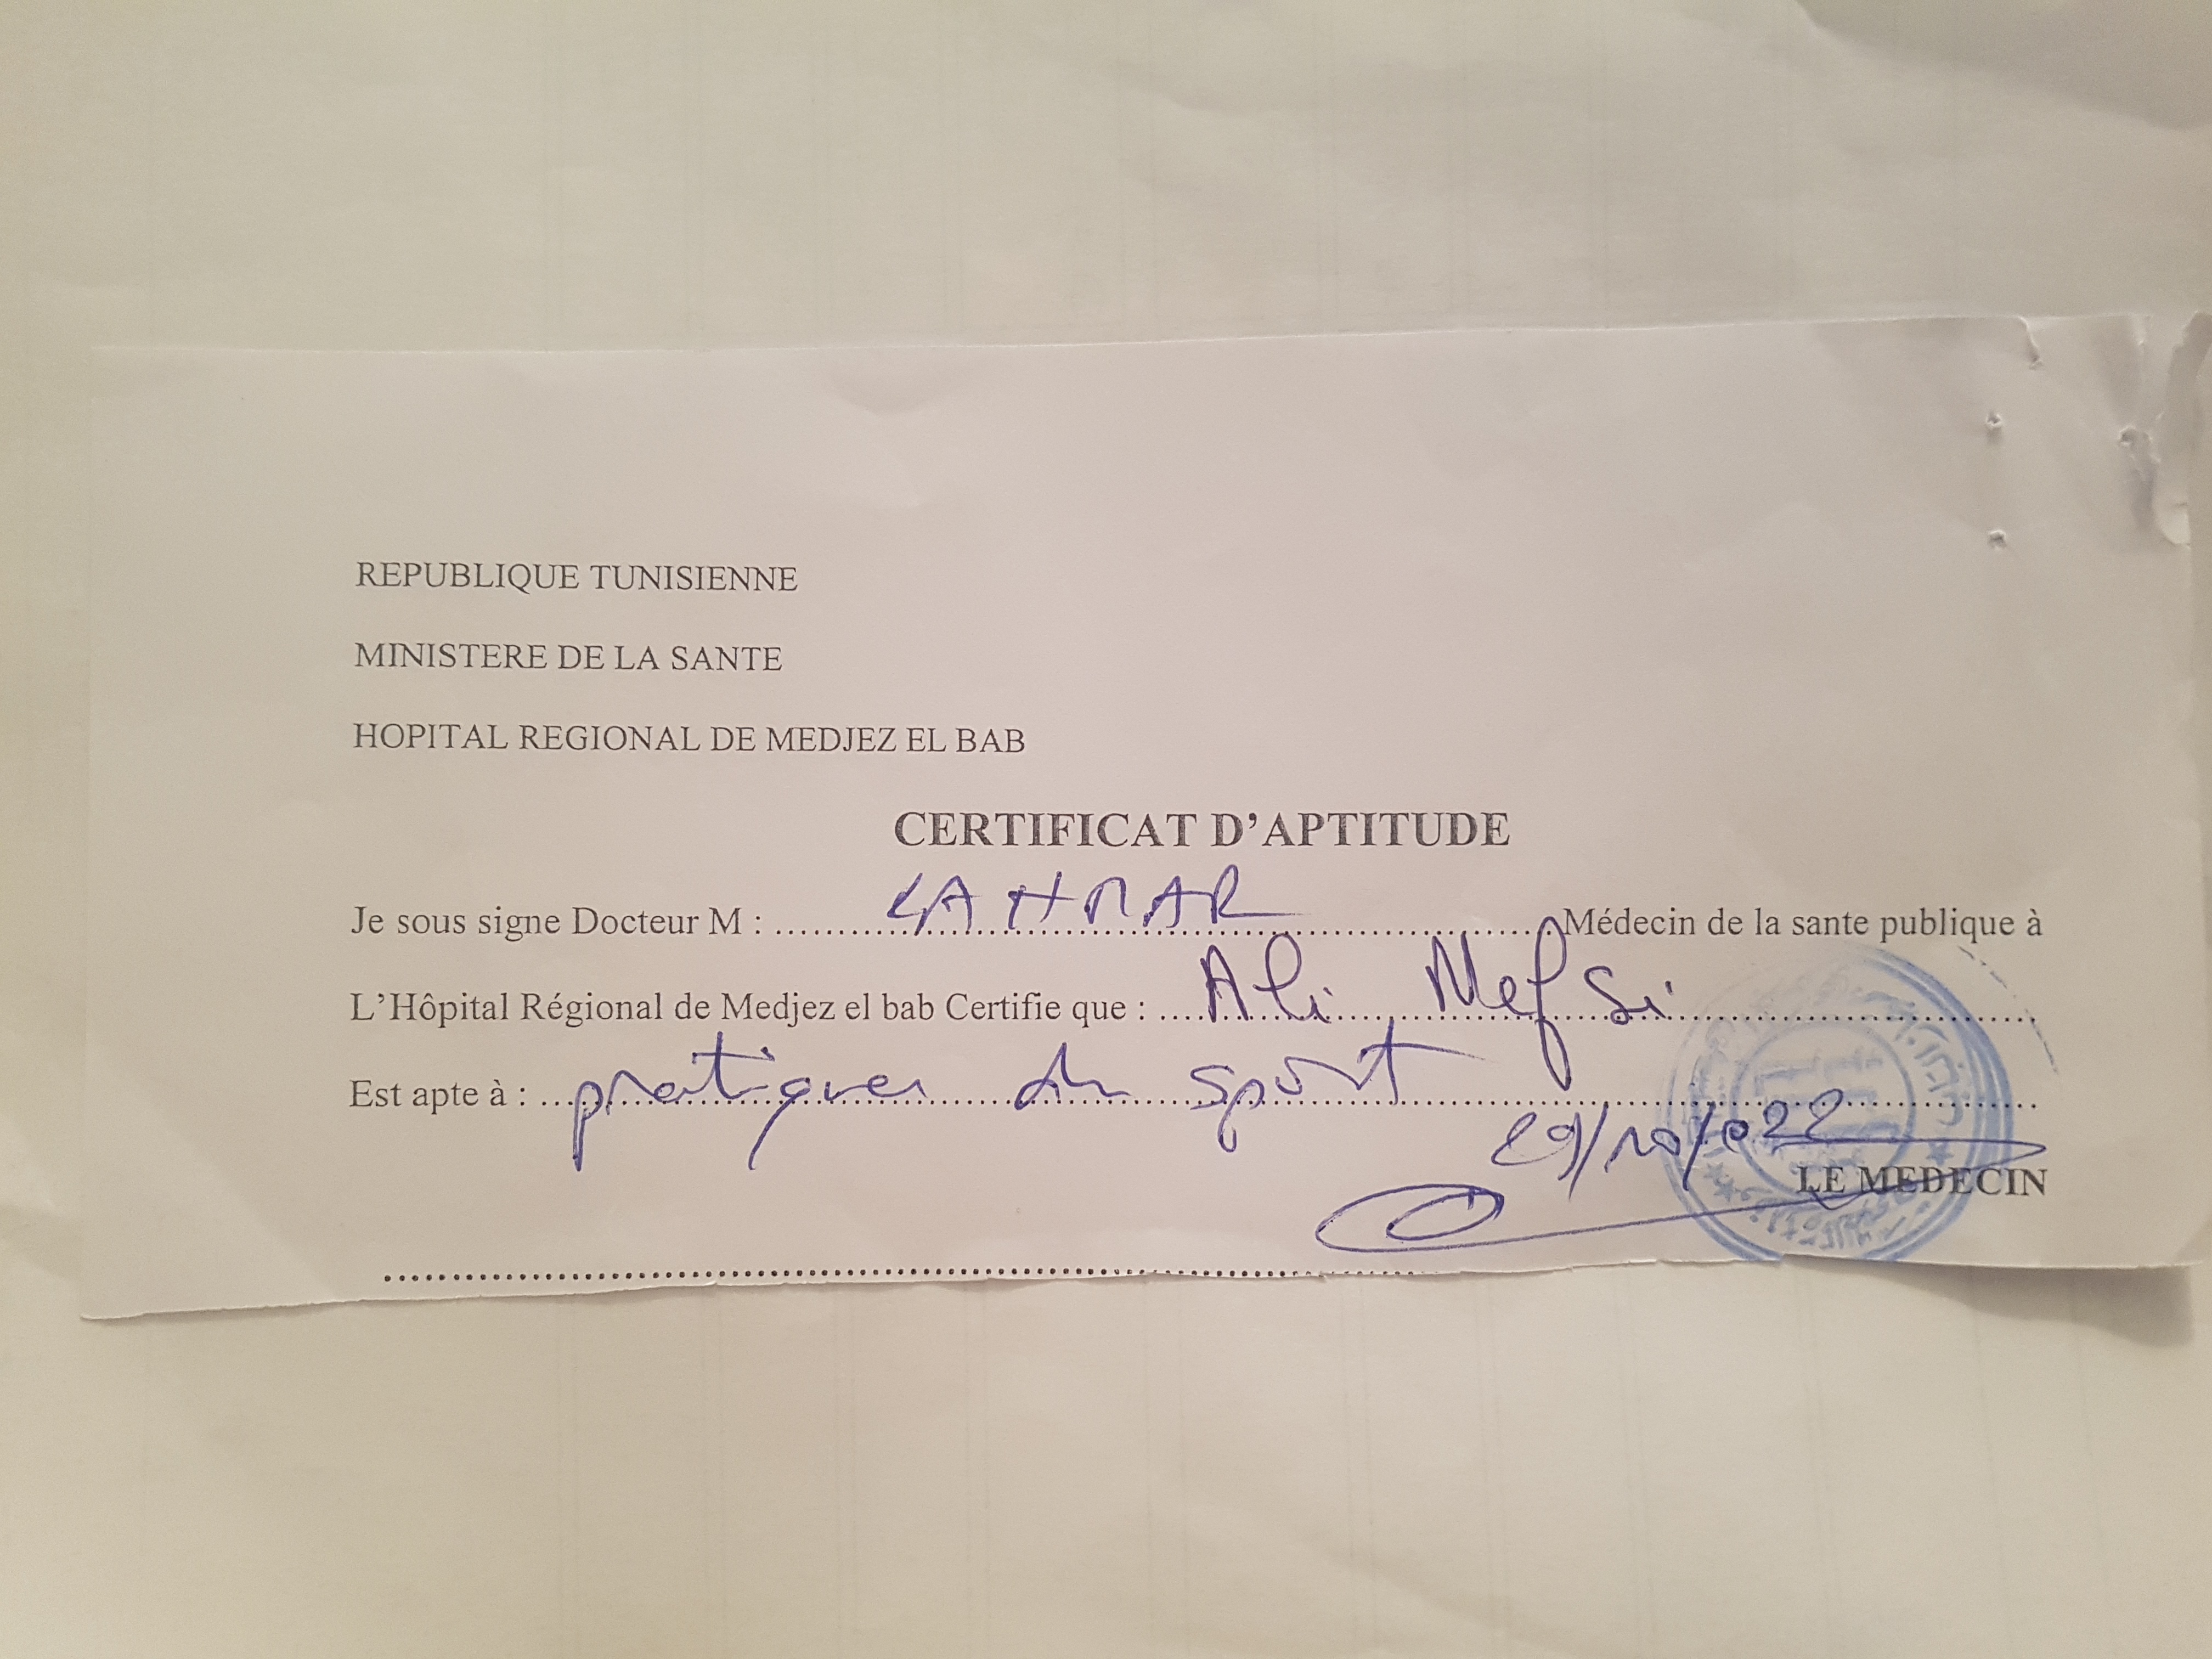 REPUBLIQUE TUNISIENNE
MINISTERE DE LA SANTE
HOPITAL REGIONAL DE MEDJEZ EL BAB
CERTIFICAT D'APTITUDE
Je sous signe Docteur M : LAHMAR Médecin de la sante publique à
L'Hôpital Régional de Medjez el bab Certifie que : Ali Mefsi
Est apte à : pratiquer du sport
29/10/2022
LE MEDECIN